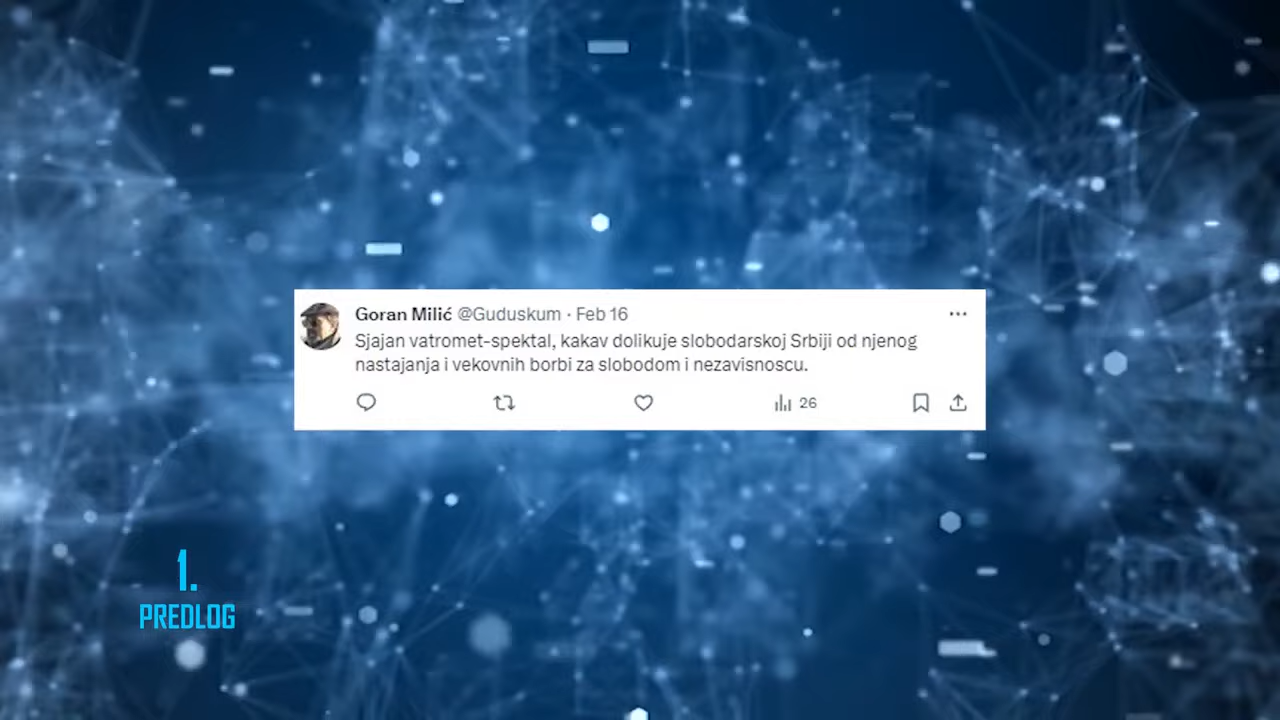 Goran Milić @Guduskum · Feb 16
Sjajan vatromet-spektal, kakav dolikuje slobodarskoj Srbiji od njenog
nastajanja i vekovnih borbi za slobodom i nezavisnoscu.
26
1.
PREDLOG